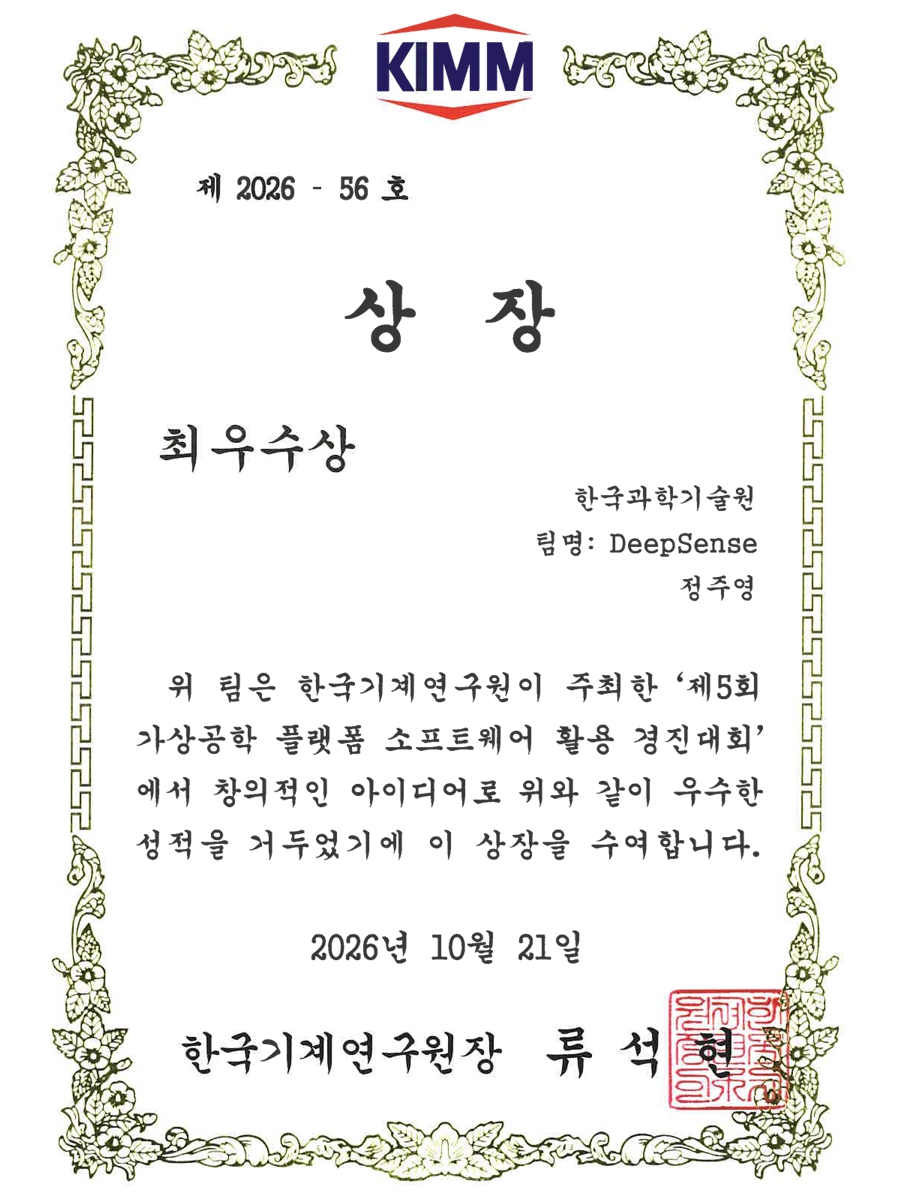 KIMM
제 2026 - 56 호
상 장
최우수상
한국과학기술원
팀명: DeepSense
정주영
위 팀은 한국기계연구원이 주최한 ‘제5회
가상공학 플랫폼 소프트웨어 활용 경진대회’
에서 창의적인 아이디어로 위와 같이 우수한
성적을 거두었기에 이 상장을 수여합니다.
2026년 10월 21일
한국기계연구원장 류 석 현